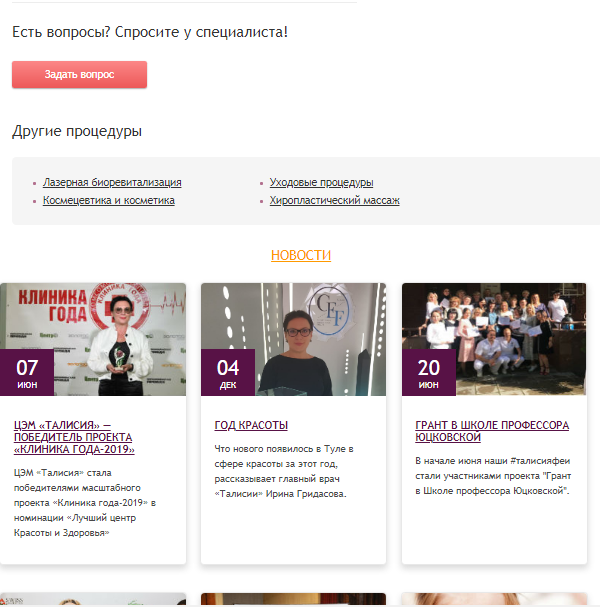 Есть вопросы? Спросите у специалиста!
Задать вопрос
Другие процедуры
Лазерная биоревитализация
Уходовые процедуры
Космецевтика и косметика
Хиропластический массаж
НОВОСТИ
КЛИНИКА
ГОДА
07
ИЮН
ЦЭМ «ТАЛИСИЯ» —
ПОБЕДИТЕЛЬ ПРОЕКТА
«КЛИНИКА ГОДА-2019»
ЦЭМ «Талисия» стала
победителями масштабного
проекта «Клиника года-2019» в
номинации «Лучший центр
Красоты и Здоровья»
GEF
04
ДЕК
ГОД КРАСОТЫ
Что нового появилось в Туле в
сфере красоты за этот год,
рассказывает главный врач
«Талисии» Ирина Гридасова.
20
ИЮН
ГРАНТ В ШКОЛЕ ПРОФЕССОРА
ЮЦКОВСКОЙ
В начале июня наши #талисияфеи
стали участниками проекта "Грант
в Школе профессора Юцковской".